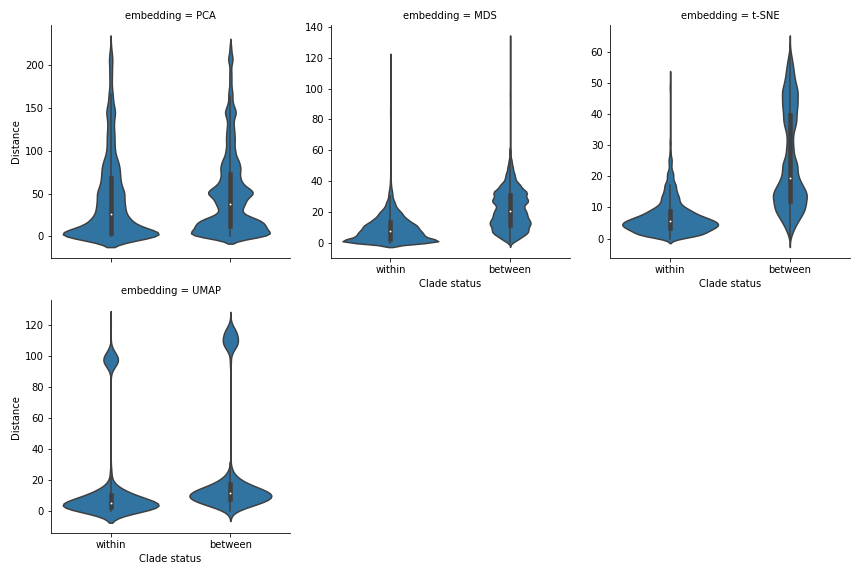 embedding = PCA
200
150
100
50
0
Distance
embedding = MDS
140
120
100
80
60
40
20
0
within
between
Clade status
embedding = t-SNE
60
50
40
30
20
10
0
within
between
Clade status
embedding = UMAP
120
100
80
60
40
20
0
Distance
within
between
Clade status